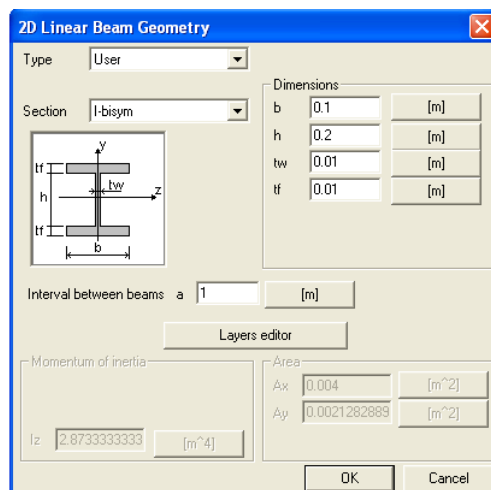 2D Linear Beam Geometry
Type User
Section I-bisym
y
tf
tw
z
h
tf
b
Dimensions
b 0.1 [m]
h 0.2 [m]
tw 0.01 [m]
tf 0.01 [m]
Interval between beams a 1 [m]
Layers editor
Momentum of inertia
Iz 2.8733333333 [m^4]
Area
Ax 0.004 [m^2]
Ay 0.0021282889 [m^2]
OK Cancel